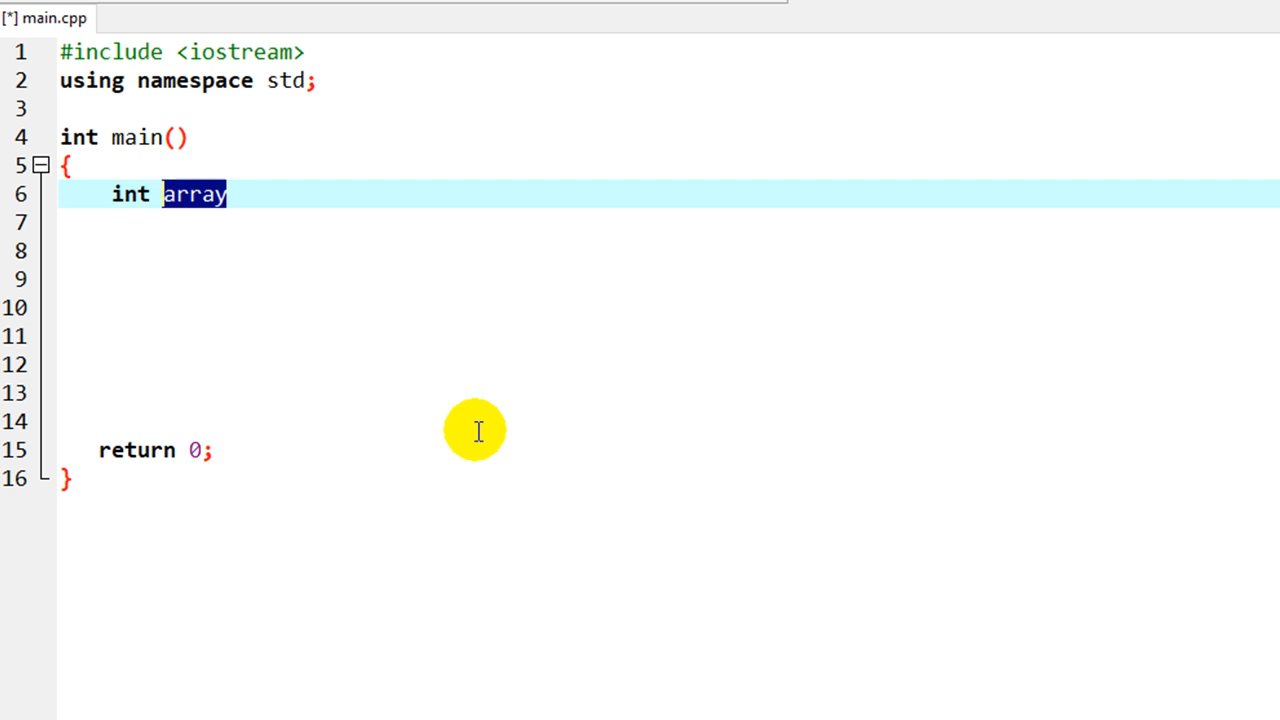 [*] main.cpp
1 #include <iostream>
2 using namespace std;
3
4 int main()
5 {
6 int array
7
8
9
10
11
12
13
14
15 return 0;
16 }